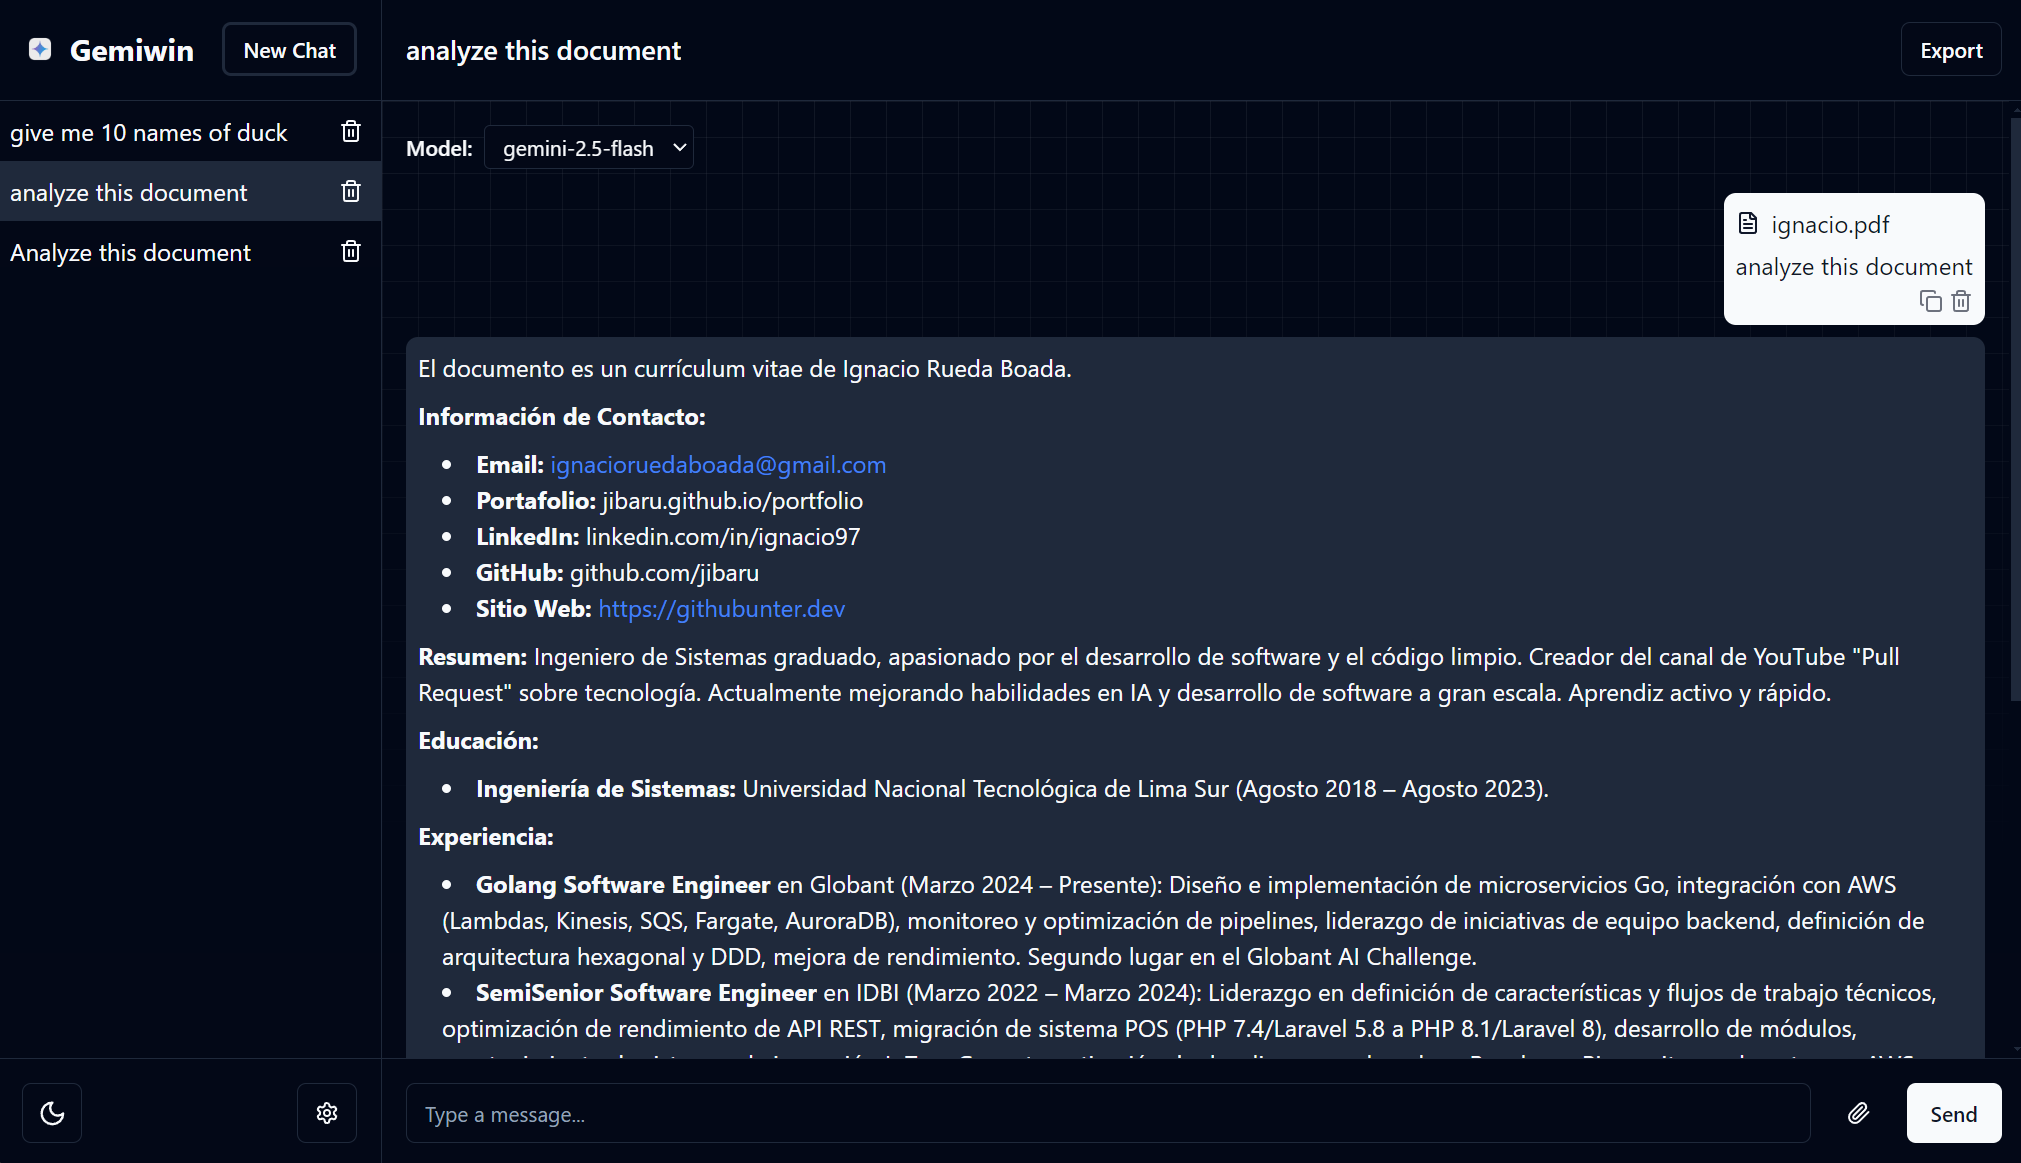 Gemiwin
New Chat
give me 10 names of duck
analyze this document
Analyze this document
analyze this document
Export
Model:
gemini-2.5-flash
ignacio.pdf
analyze this document
El documento es un currículum vitae de Ignacio Rueda Boada.
Información de Contacto:
Email: ignacioruedaboada@gmail.com
Portafolio: jibaru.github.io/portfolio
LinkedIn: linkedin.com/in/ignacio97
GitHub: github.com/jibaru
Sitio Web: https://githubunter.dev
Resumen: Ingeniero de Sistemas graduado, apasionado por el desarrollo de software y el código limpio. Creador del canal de YouTube "Pull
Request" sobre tecnología. Actualmente mejorando habilidades en IA y desarrollo de software a gran escala. Aprendiz activo y rápido.
Educación:
Ingeniería de Sistemas: Universidad Nacional Tecnológica de Lima Sur (Agosto 2018 – Agosto 2023).
Experiencia:
Golang Software Engineer en Globant (Marzo 2024 – Presente): Diseño e implementación de microservicios Go, integración con AWS
(Lambdas, Kinesis, SQS, Fargate, AuroraDB), monitoreo y optimización de pipelines, liderazgo de iniciativas de equipo backend, definición de
arquitectura hexagonal y DDD, mejora de rendimiento. Segundo lugar en el Globant AI Challenge.
SemiSenior Software Engineer en IDBI (Marzo 2022 – Marzo 2024): Liderazgo en definición de características y flujos de trabajo técnicos,
optimización de rendimiento de API REST, migración de sistema POS (PHP 7.4/Laravel 5.8 a PHP 8.1/Laravel 8), desarrollo de módulos,
Type a message...
Send